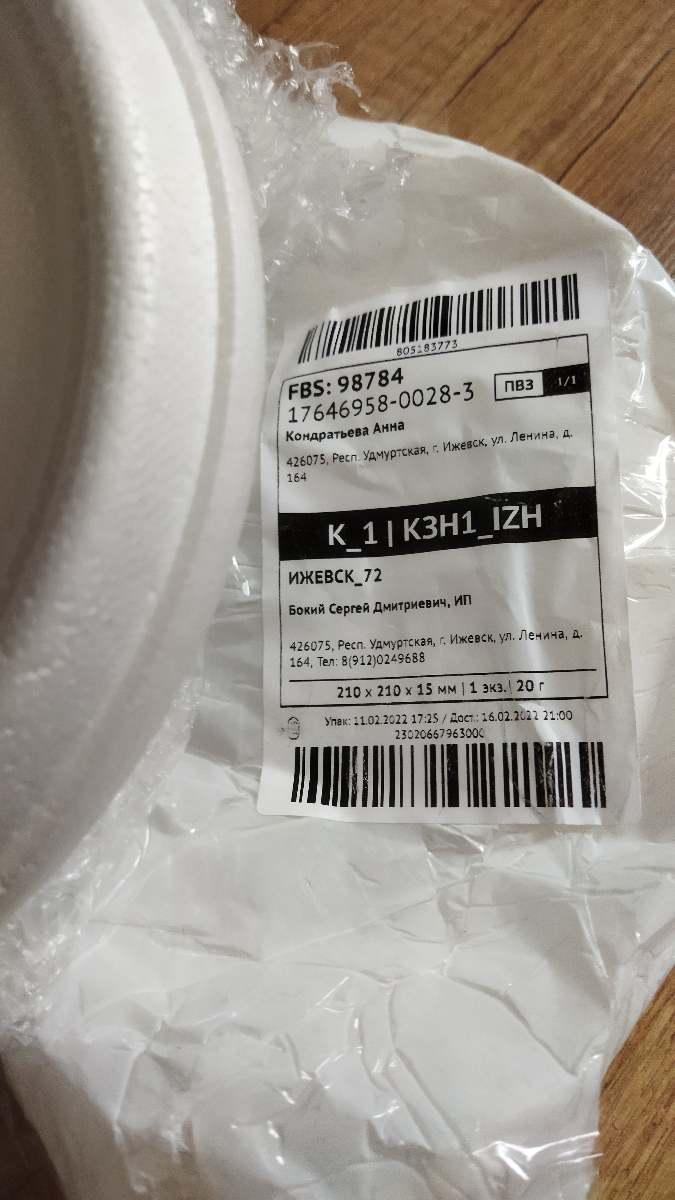 805183773
FBS: 98784
ПВЗ 1/1
17646958-0028-3
Кондратьева Анна
426075, Респ. Удмуртская, г. Ижевск, ул. Ленина, д.
164
K_1 | K3H1_IZH
ИЖЕВСК_72
Бокий Сергей Дмитриевич, ИП
426075, Респ. Удмуртская, г. Ижевск, ул. Ленина, д.
164, Тел: 8(912)0249688
210 x 210 x 15 мм | 1 экз. | 20 г
Упак: 11.02.2022 17:25 / Дост.: 16.02.2022 21:00
23020667963000